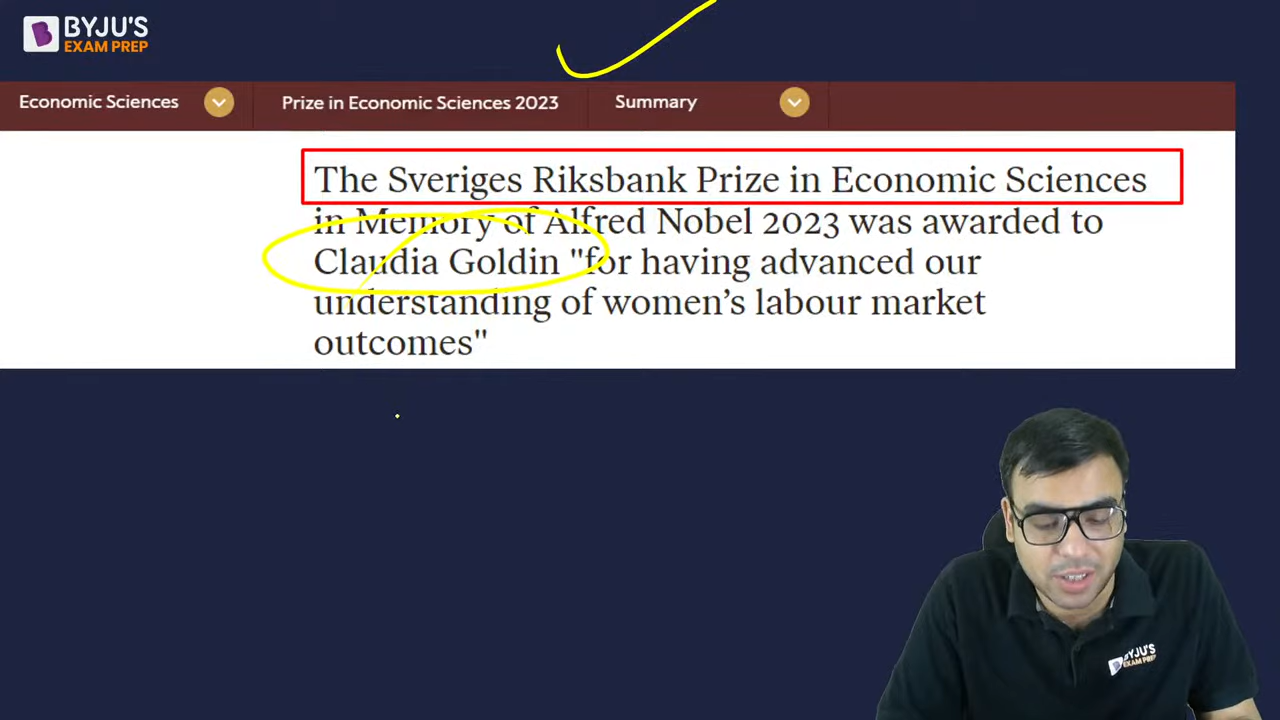 BYJU'S
EXAM PREP
Economic Sciences
Prize in Economic Sciences 2023
Summary
The Sveriges Riksbank Prize in Economic Sciences
in Memory of Alfred Nobel 2023 was awarded to
Claudia Goldin "for having advanced our
understanding of women’s labour market
outcomes"
BYJU'S
EXAM PREP